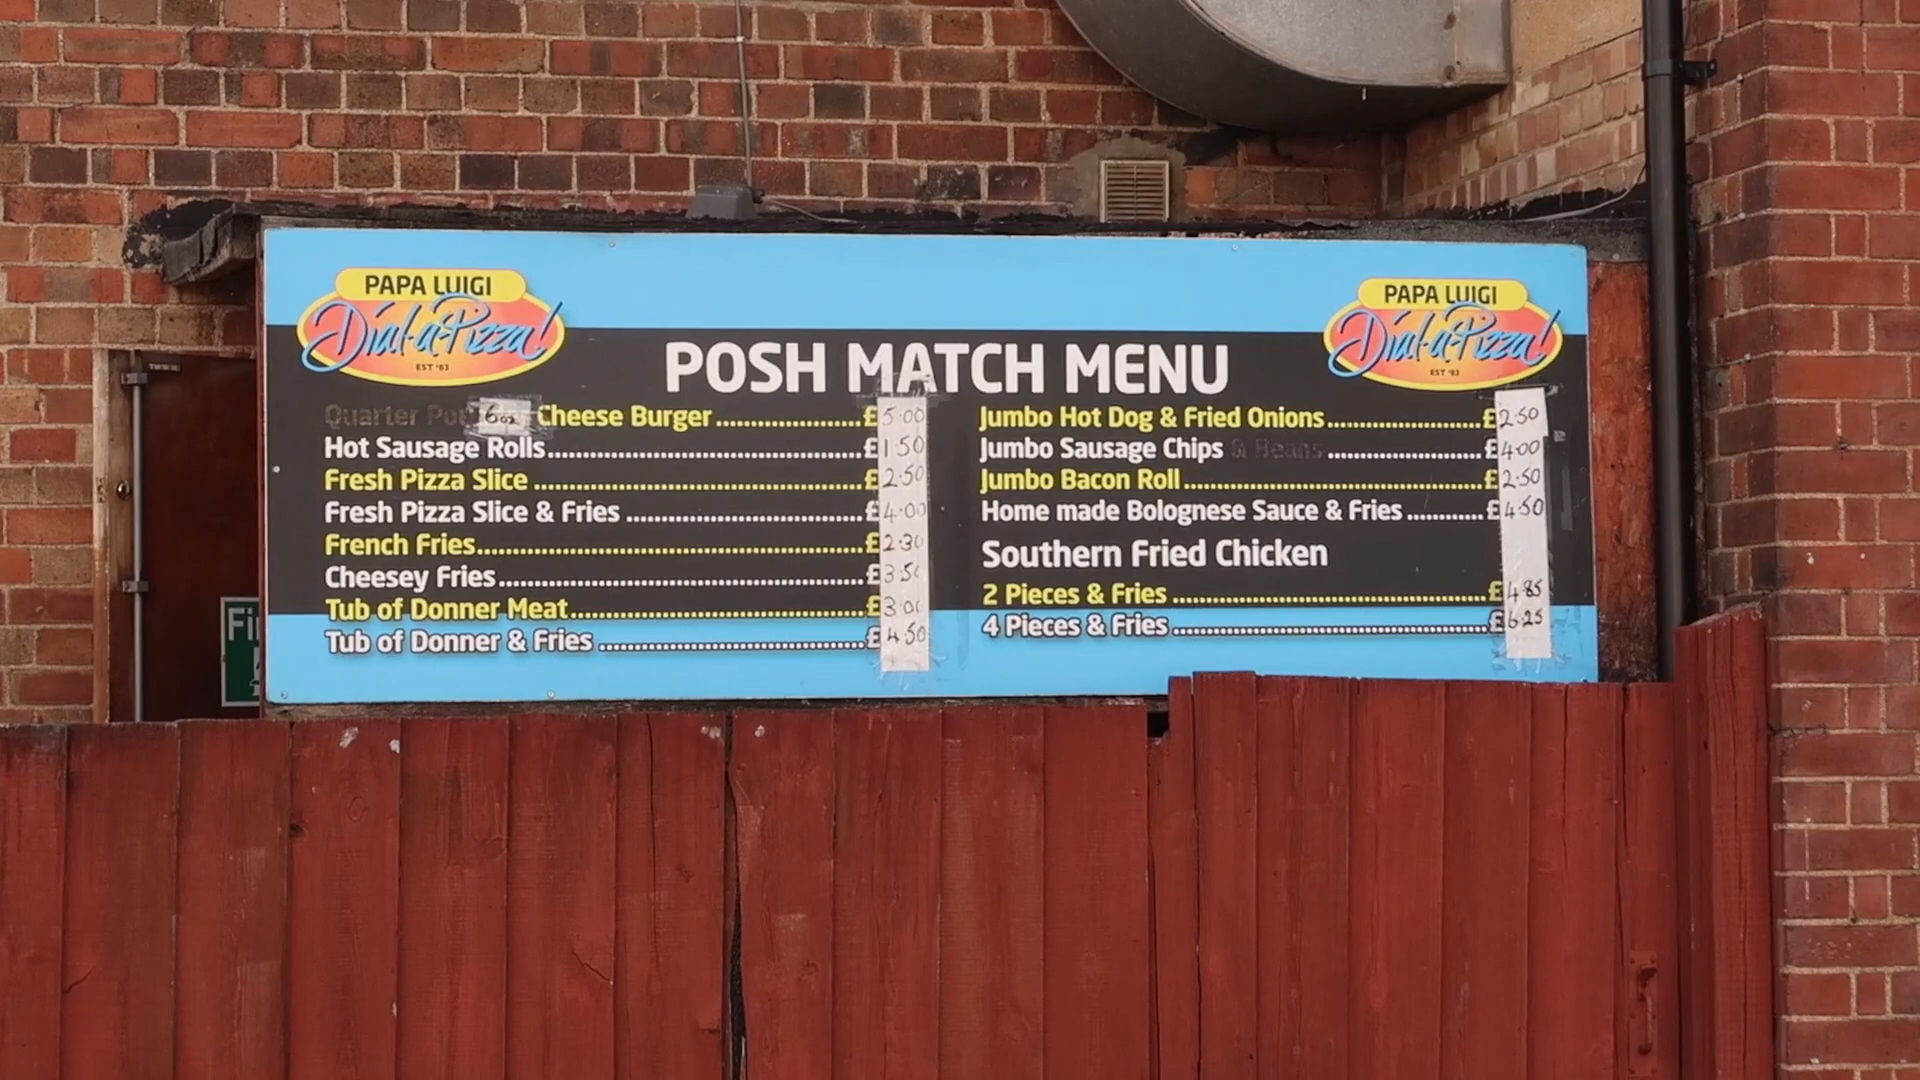 PAPA LUIGI
Dial-a-Pizza!
EST '83
PAPA LUIGI
Dial-a-Pizza!
EST '83
POSH MATCH MENU
Quarter 6oz Cheese Burger £5.00
Hot Sausage Rolls £1.50
Fresh Pizza Slice £2.50
Fresh Pizza Slice & Fries £4.00
French Fries £2.30
Cheesey Fries £3.50
Tub of Donner Meat £3.00
Tub of Donner & Fries £4.50
Jumbo Hot Dog & Fried Onions £2.50
Jumbo Sausage Chips & Beans £4.00
Jumbo Bacon Roll £2.50
Home made Bolognese Sauce & Fries £4.50
Southern Fried Chicken
2 Pieces & Fries £4.85
4 Pieces & Fries £6.25